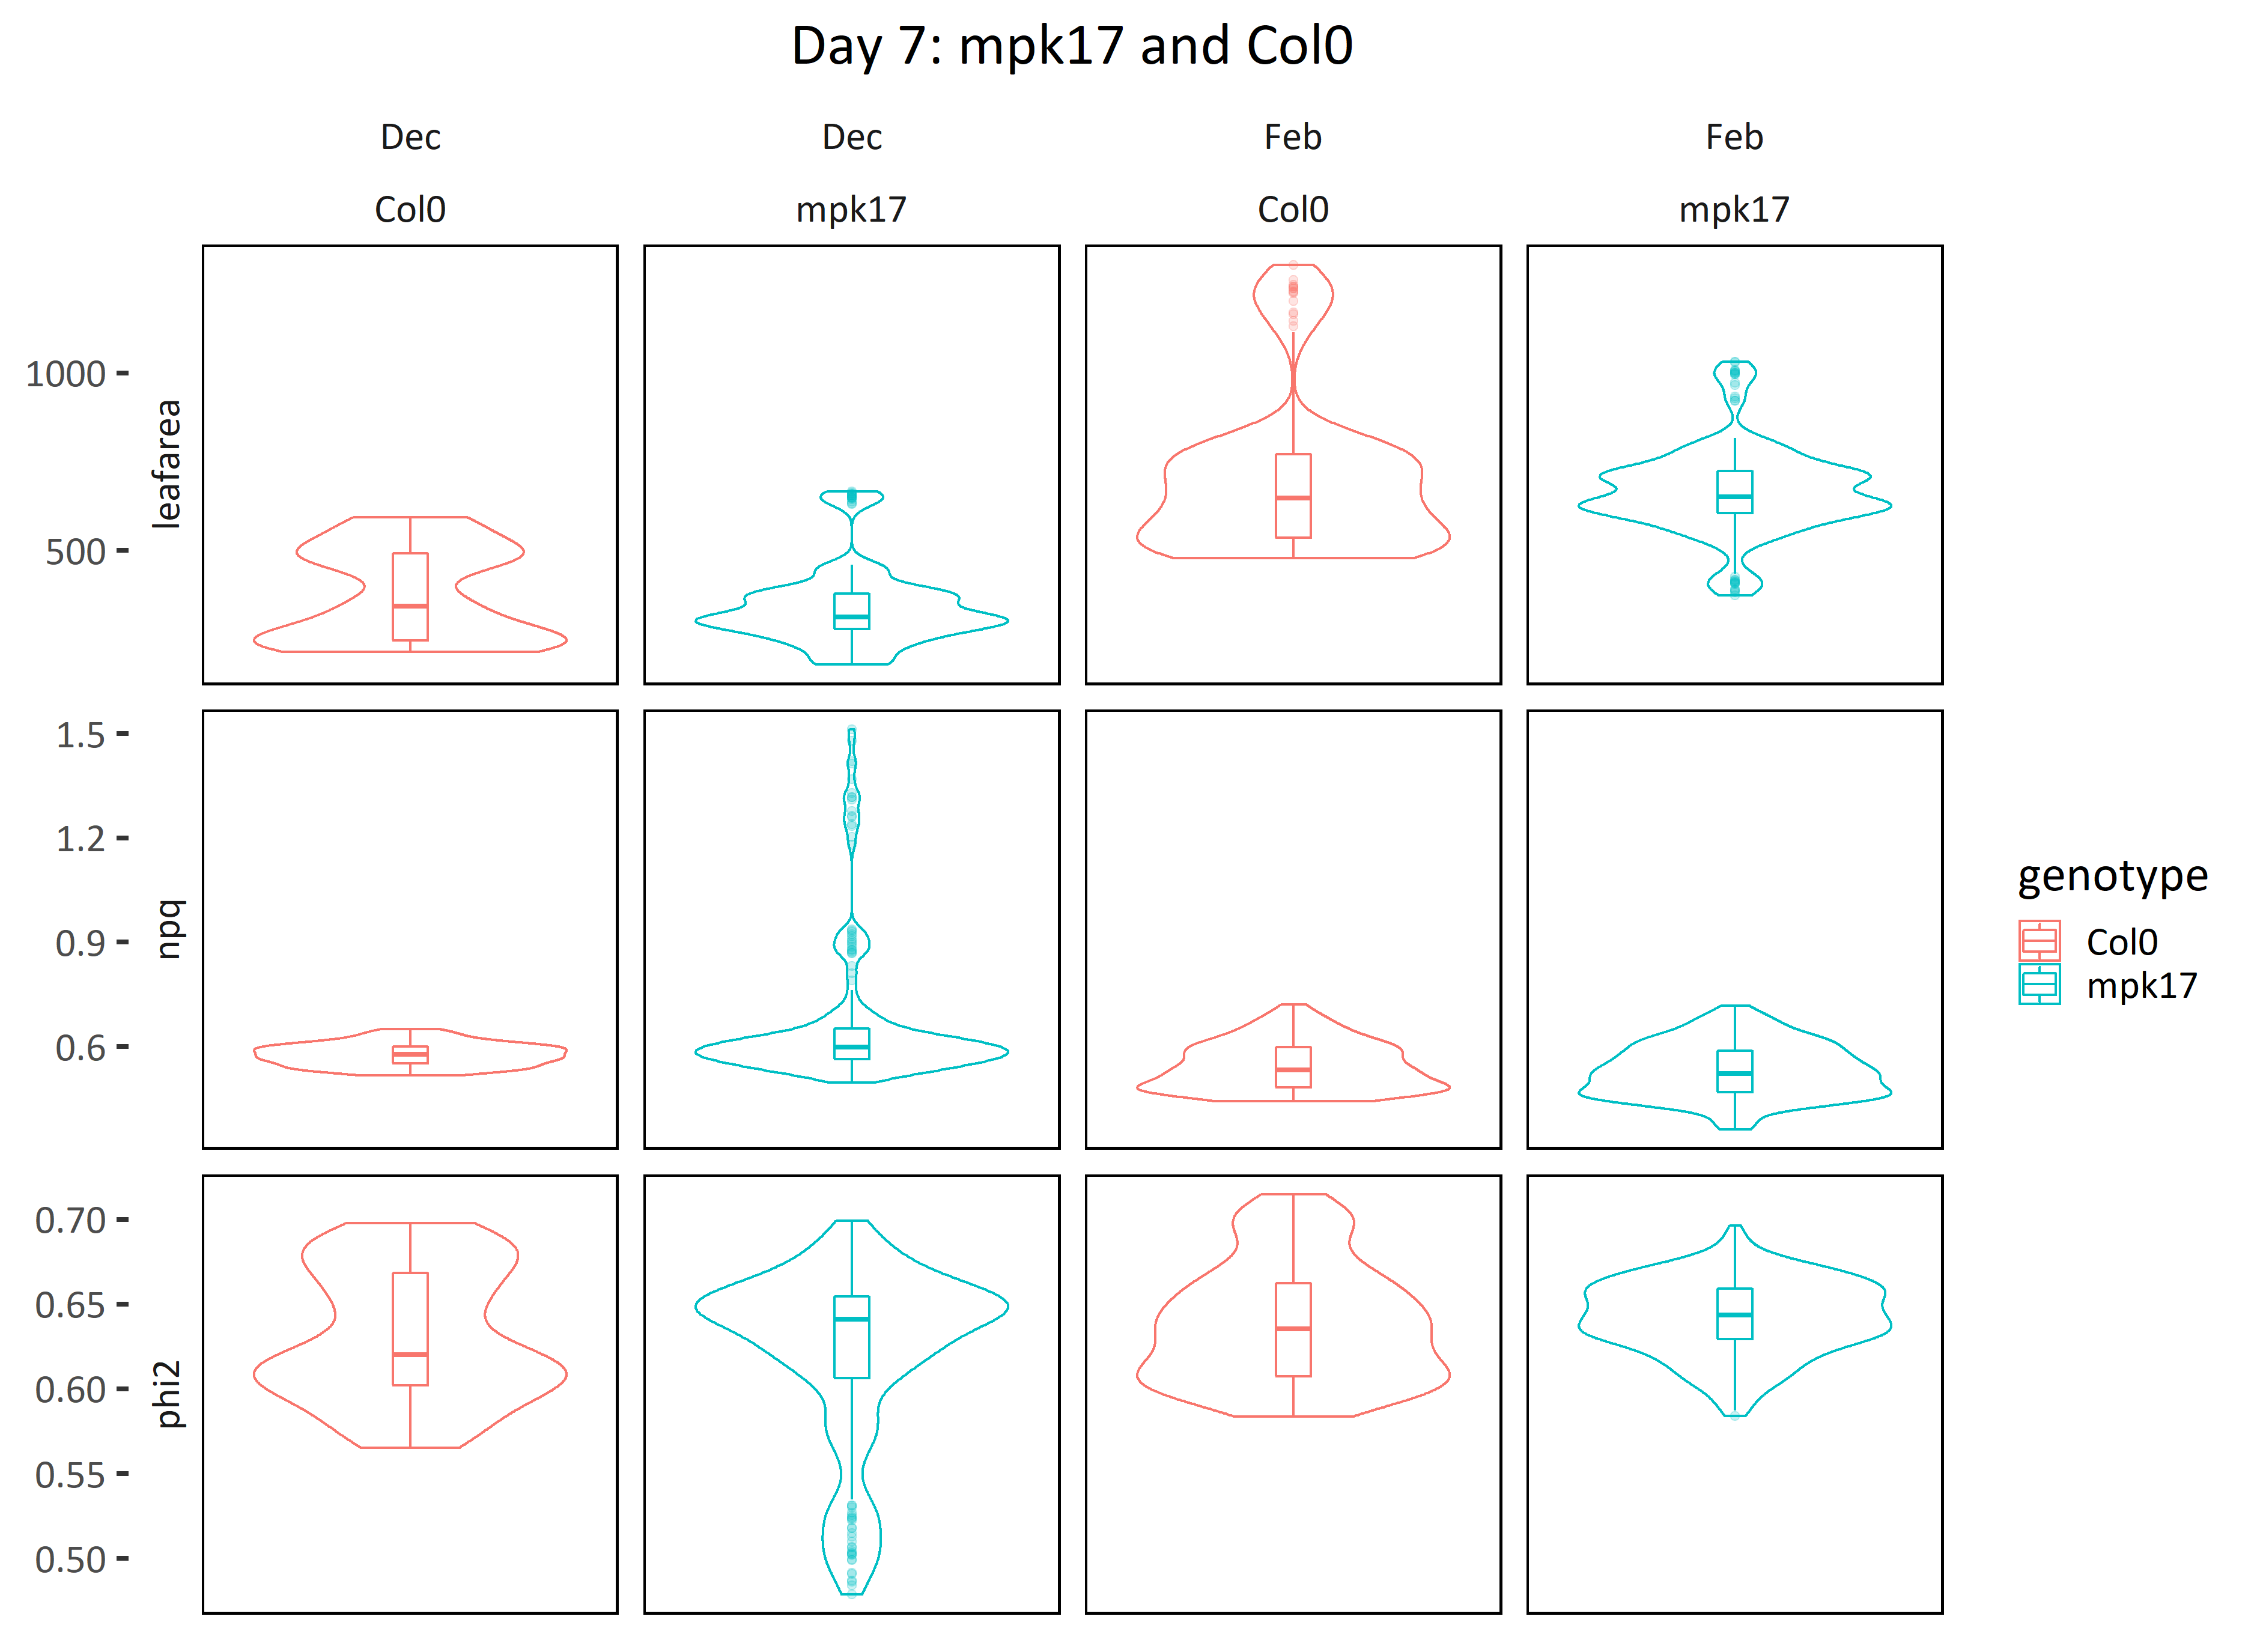 Day 7: mpk17 and Col0
Dec
Dec
Feb
Feb
Col0
mpk17
Col0
mpk17
1000
500
leafarea
1.5
1.2
0.9
0.6
npq
0.70
0.65
0.60
0.55
0.50
phi2
genotype
Col0
mpk17